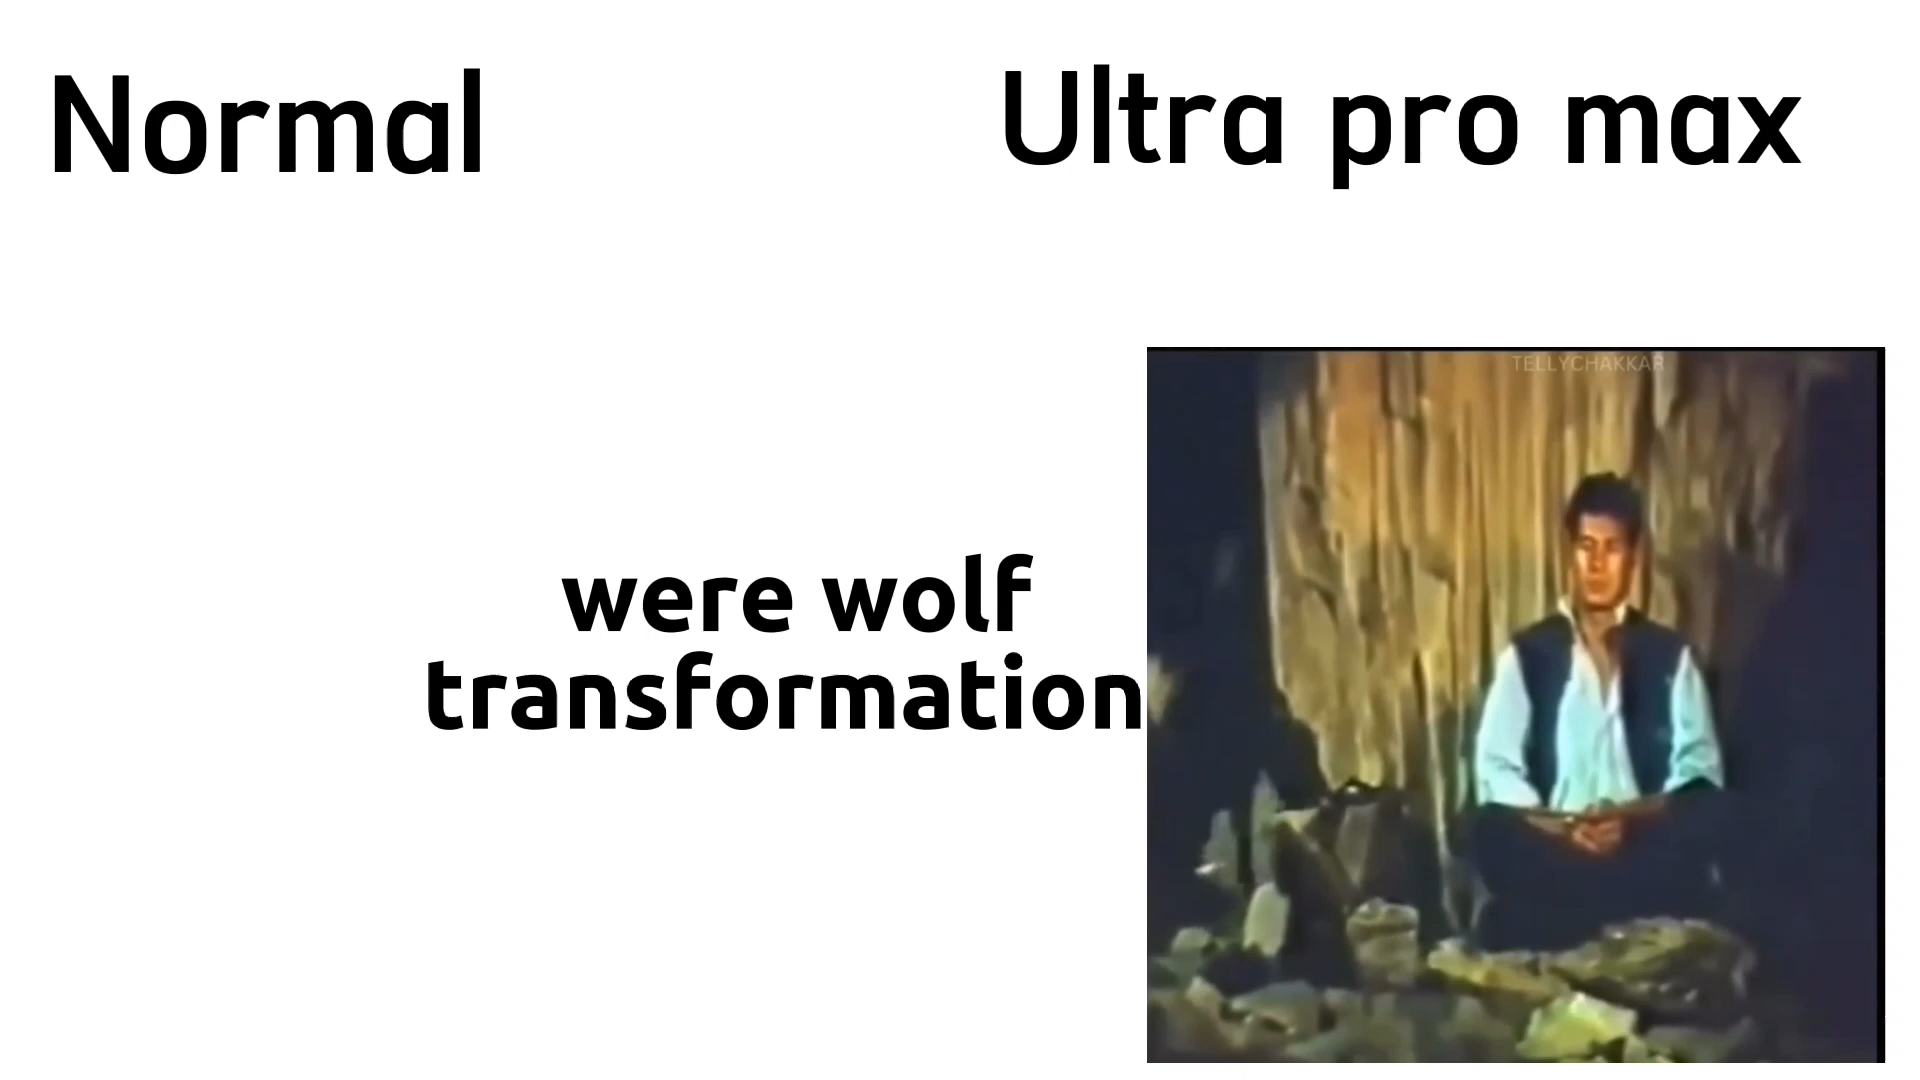 Normal
Ultra pro max
TELLYCHAKKAR
were wolf
transformation